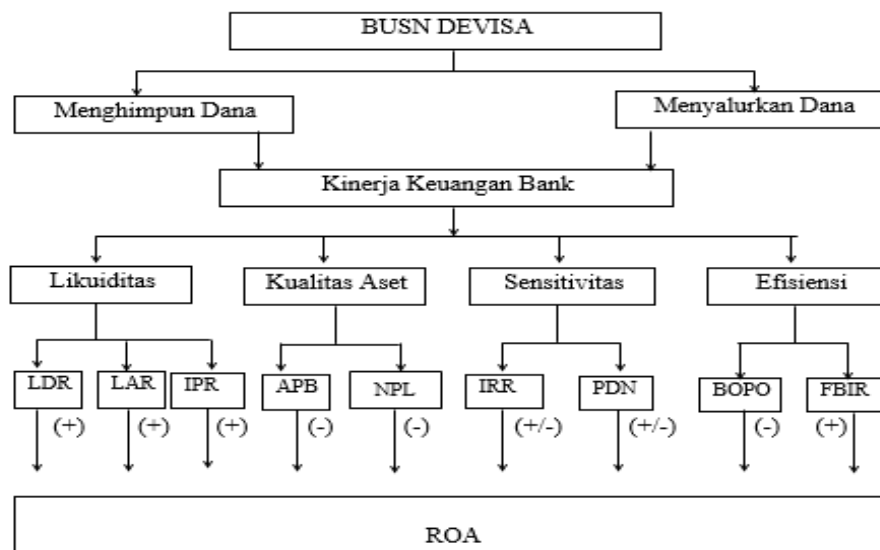 BUSN DEVISA
Menghimpun Dana
Menyalurkan Dana
Kinerja Keuangan Bank
Likuiditas
Kualitas Aset
Sensitivitas
Efisiensi
LDR
LAR
IPR
APB
NPL
IRR
PDN
BOPO
FBIR
(+)
(+)
(+)
(-)
(-)
(+/-)
(+/-)
(-)
(+)
ROA